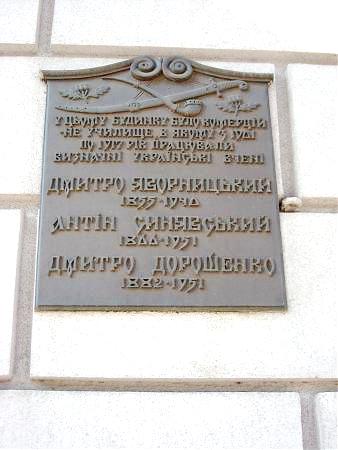 У ЦЬОМУ БУДИНКУ БУЛО КОМЕРЦІЙ
НЕ УЧИЛИЩЕ, В ЯКОМУ З 1901
ПО 1917 РІК ПРАЦЮВАЛИ
ВИЗНАЧНІ УКРАЇНСЬКІ ВЧЕНІ
ДМИТРО ЯВОРНИЦЬКИЙ
1855-1940
АНТІН СИНЯВСЬКИЙ
1866-1951
ДМИТРО ДОРОШЕНКО
1882-1951